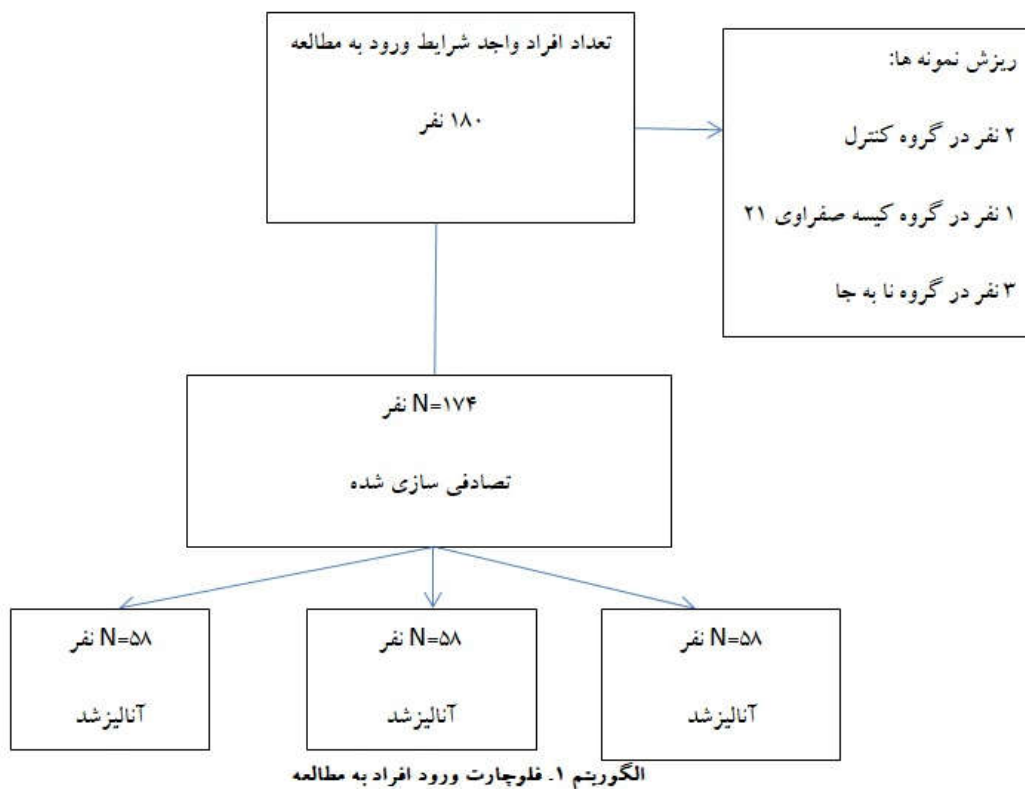 تعداد افراد واجد شرایط ورود به مطالعه
۱۸۰ نفر
ریزش نمونه ها:
۲ نفر در گروه کنترل
۱ نفر در گروه کیسه صفراوی ۲۱
۳ نفر در گروه نا به جا
N=۱۷۴ نفر
تصادفی سازی شده
N=۵۸ نفر
آنالیزشد
N=۵۸ نفر
آنالیزشد
N=۵۸ نفر
آنالیزشد
الگوریتم ۱. فلوچارت ورود افراد به مطالعه